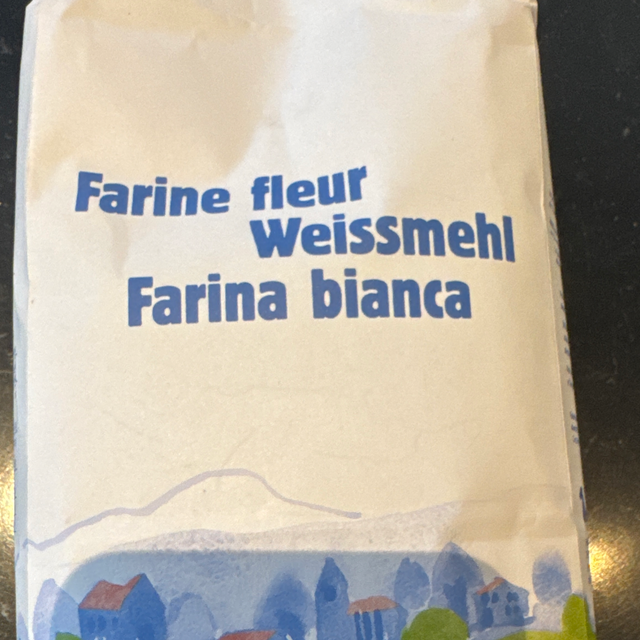 Farine fleur
Weissmehl
Farina bianca